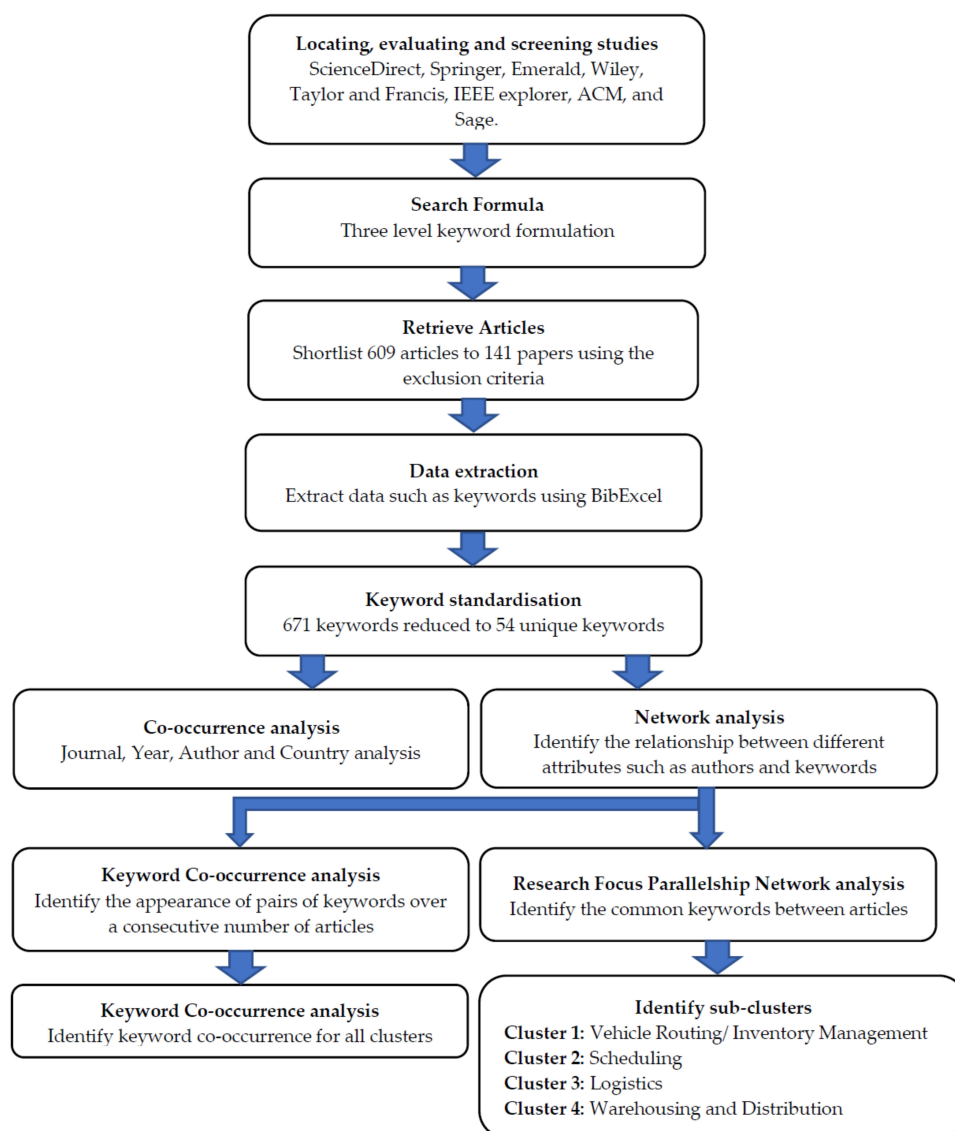 Locating, evaluating and screening studies
ScienceDirect, Springer, Emerald, Wiley,
Taylor and Francis, IEEE explorer, ACM, and
Sage.
Search Formula
Three level keyword formulation
Retrieve Articles
Shortlist 609 articles to 141 papers using the
exclusion criteria
Data extraction
Extract data such as keywords using BibExcel
Keyword standardisation
671 keywords reduced to 54 unique keywords
Co-occurrence analysis
Journal, Year, Author and Country analysis
Network analysis
Identify the relationship between different
attributes such as authors and keywords
Keyword Co-occurrence analysis
Identify the appearance of pairs of keywords over
a consecutive number of articles
Research Focus Parallelship Network analysis
Identify the common keywords between articles
Keyword Co-occurrence analysis
Identify keyword co-occurrence for all clusters
Identify sub-clusters
Cluster 1: Vehicle Routing/ Inventory Management
Cluster 2: Scheduling
Cluster 3: Logistics
Cluster 4: Warehousing and Distribution